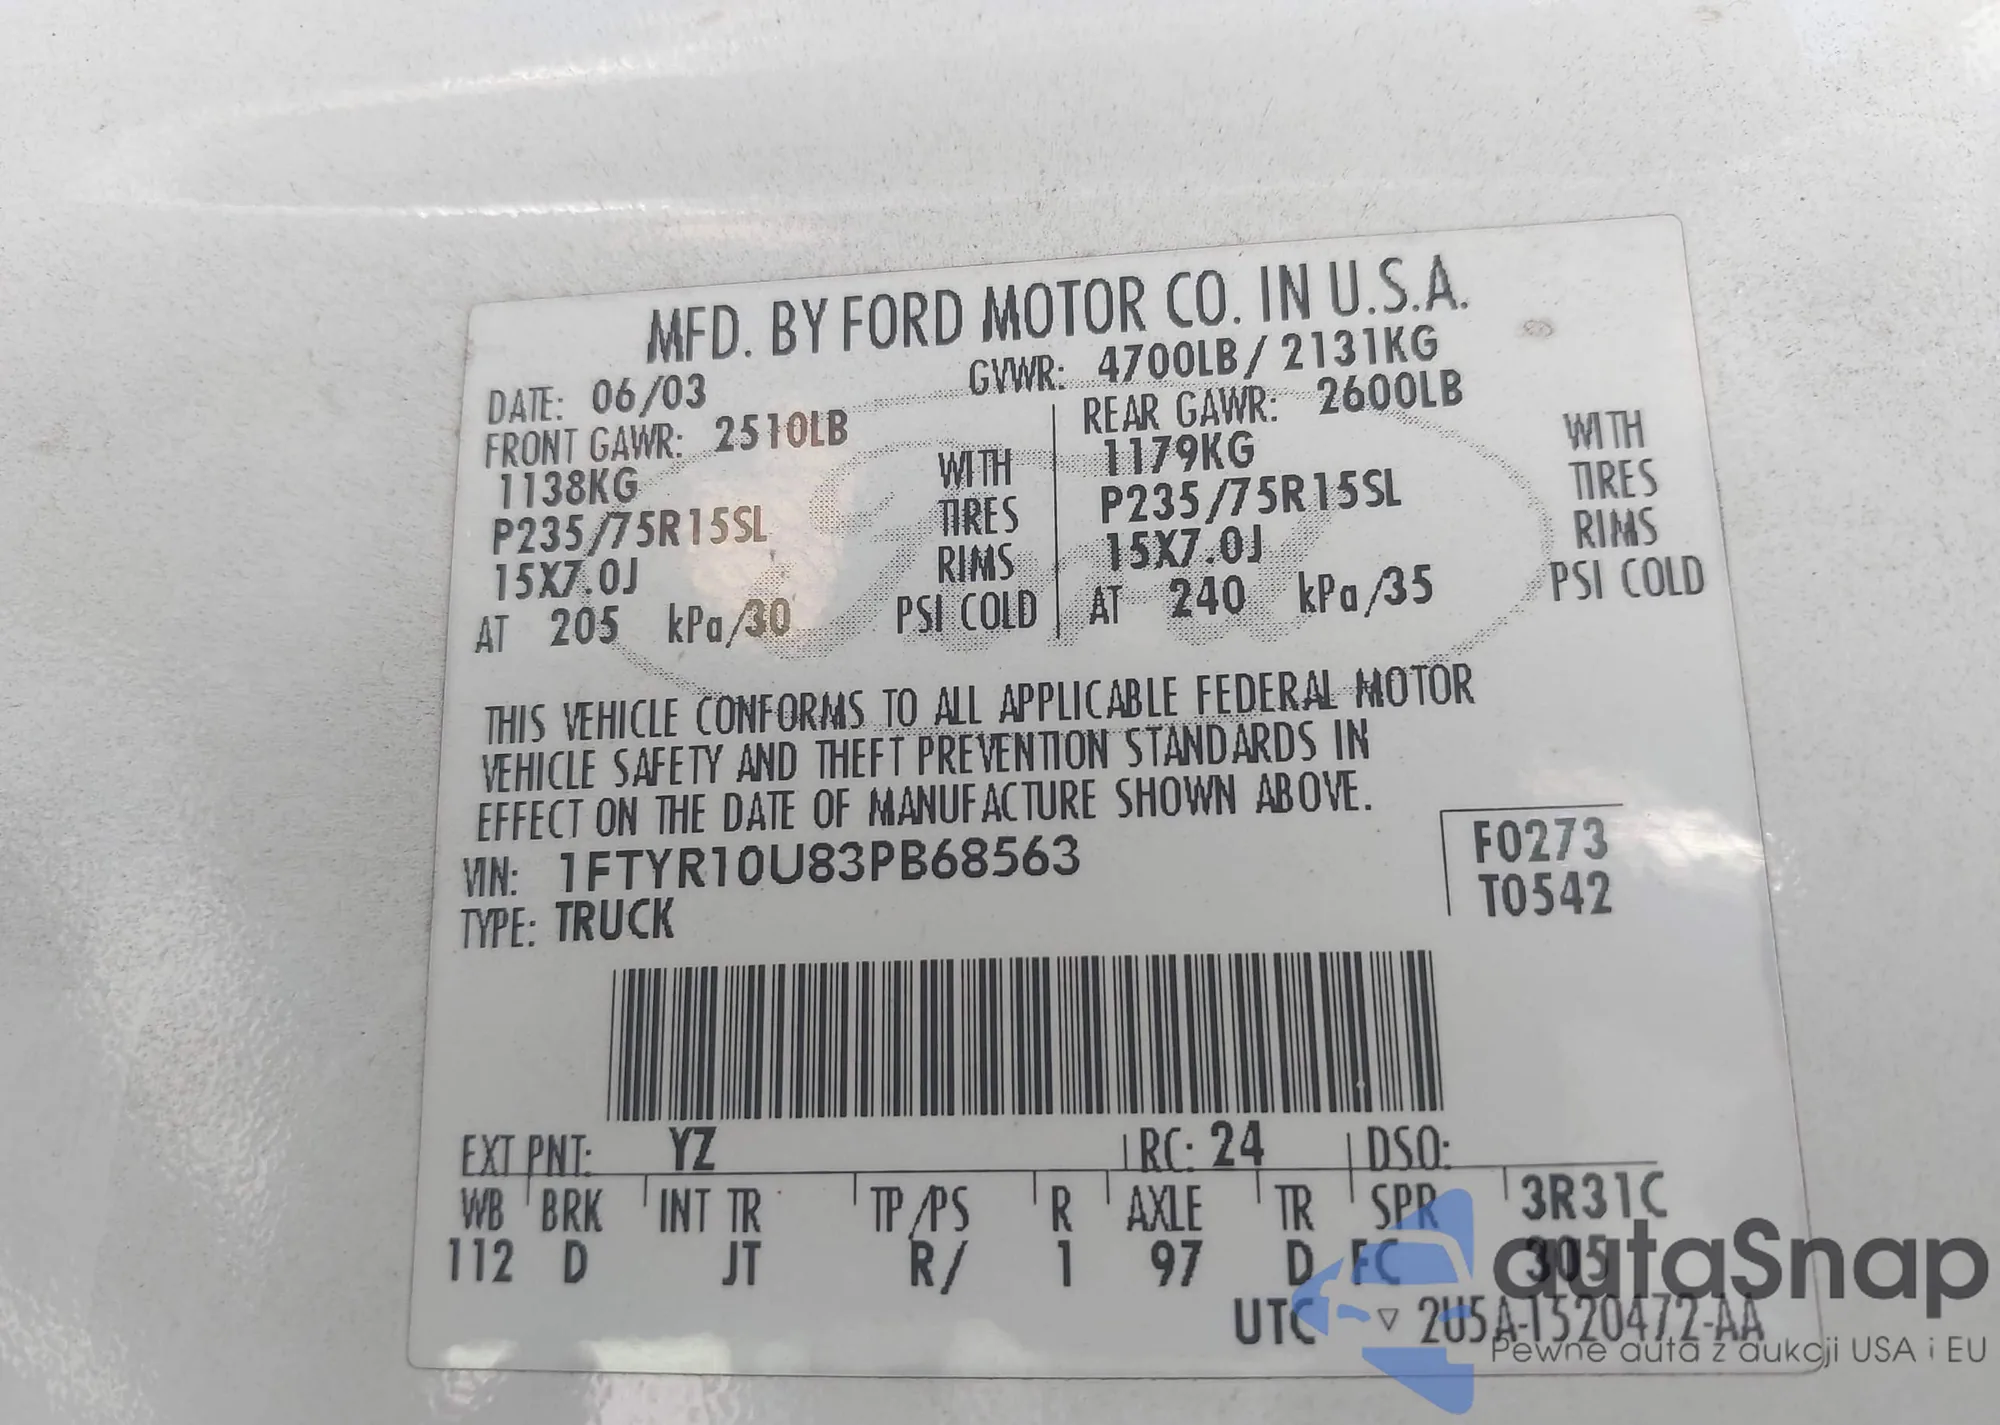 MFD. BY FORD MOTOR CO. IN U.S.A.
DATE: 06/03 GVWR: 4700LB / 2131KG
FRONT GAWR: 2510LB REAR GAWR: 2600LB
1138KG WITH 1179KG WITH
P235/75R15SL TIRES P235/75R15SL TIRES
15X7.0J RIMS 15X7.0J RIMS
AT 205 kPa/30 PSI COLD AT 240 kPa/35 PSI COLD
THIS VEHICLE CONFORMS TO ALL APPLICABLE FEDERAL MOTOR
VEHICLE SAFETY AND THEFT PREVENTION STANDARDS IN
EFFECT ON THE DATE OF MANUFACTURE SHOWN ABOVE.
VIN: 1FTYR10U83PB68563 F0273
TYPE: TRUCK T0542
EXT PNT: YZ RC: 24 DSO:
WB BRK INT TR TP/PS R AXLE TR SPR 3R31C
112 D JT R/ 1 97 D FC 305
UTC ▽ 2U5A-1520472-AA
autaSnap
Pewne auta z aukcji USA i EU